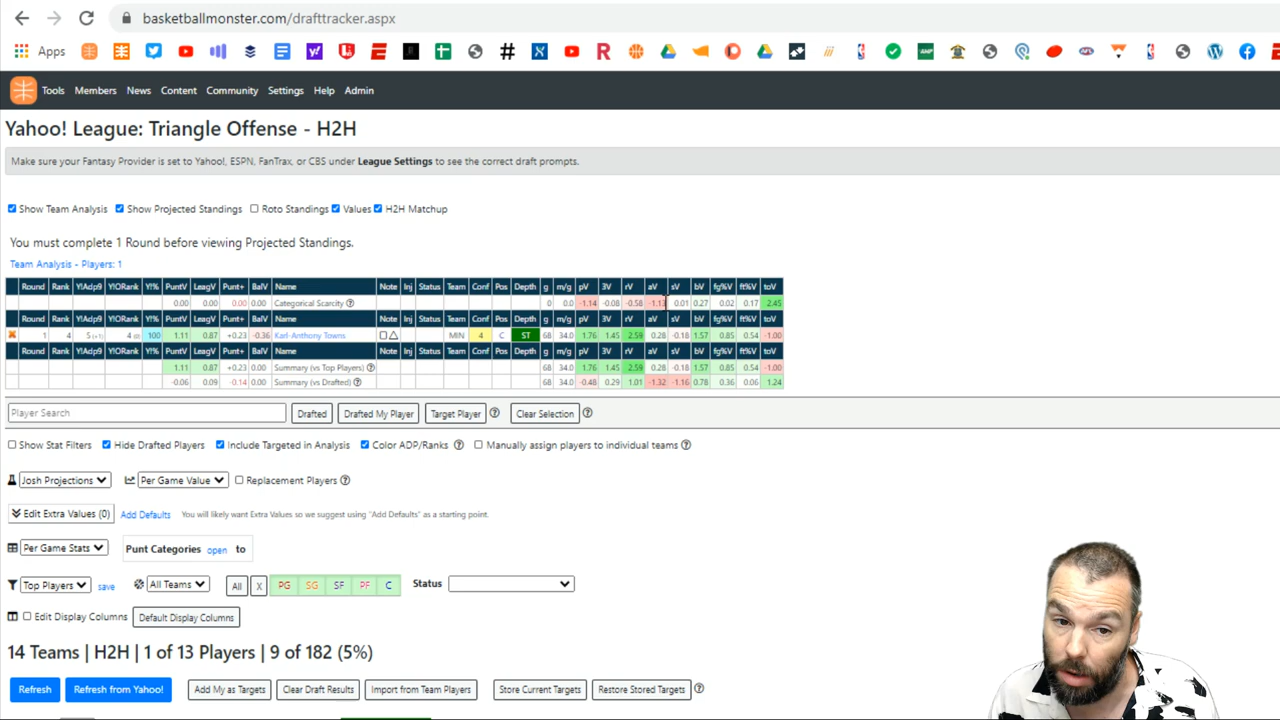 basketballmonster.com/drafttracker.aspx
Apps
Tools Members News Content Community Settings Help Admin
Yahoo! League: Triangle Offense - H2H
Make sure your Fantasy Provider is set to Yahoo!, ESPN, FanTrax, or CBS under League Settings to see the correct draft prompts.
Show Team Analysis Show Projected Standings Roto Standings Values H2H Matchup
You must complete 1 Round before viewing Projected Standings.
Team Analysis - Players: 1
Round Rank Y!Adp9 Y!ORank Y!% PuntV LeagV Punt+ BalV Name Note Inj Status Team Conf Pos Depth g m/g pV 3V rV aV sV bV fg%V ft%V toV
0.00 0.00 0.00 0.00 Categorical Scarcity 0 0.0 -1.14 -0.08 -0.58 -1.13 0.01 0.27 0.02 0.17 2.45
Round Rank Y!Adp9 Y!ORank Y!% PuntV LeagV Punt+ BalV Name Note Inj Status Team Conf Pos Depth g m/g pV 3V rV aV sV bV fg%V ft%V toV
1 4 5 (+1) 4 (0) 100 1.11 0.87 +0.23 -0.36 Karl-Anthony Towns MIN 4 C ST 68 34.0 1.76 1.45 2.59 0.28 -0.18 1.57 0.85 0.54 -1.00
Round Rank Y!Adp9 Y!ORank Y!% PuntV LeagV Punt+ BalV Name Note Inj Status Team Conf Pos Depth g m/g pV 3V rV aV sV bV fg%V ft%V toV
1.11 0.87 +0.23 0.00 Summary (vs Top Players) 68 34.0 1.76 1.45 2.59 0.28 -0.18 1.57 0.85 0.54 -1.00
-0.06 0.09 -0.14 0.00 Summary (vs Drafted) 68 34.0 -0.48 0.29 1.01 -1.32 -1.16 0.78 0.36 0.06 1.24
Player Search Drafted Drafted My Player Target Player Clear Selection
Show Stat Filters Hide Drafted Players Include Targeted in Analysis Color ADP/Ranks Manually assign players to individual teams
Josh Projections Per Game Value Replacement Players
Edit Extra Values (0) Add Defaults You will likely want Extra Values so we suggest using "Add Defaults" as a starting point.
Per Game Stats Punt Categories open to
Top Players save All Teams All X PG SG SF PF C Status
Edit Display Columns Default Display Columns
14 Teams | H2H | 1 of 13 Players | 9 of 182 (5%)
Refresh Refresh from Yahoo! Add My as Targets Clear Draft Results Import from Team Players Store Current Targets Restore Stored Targets